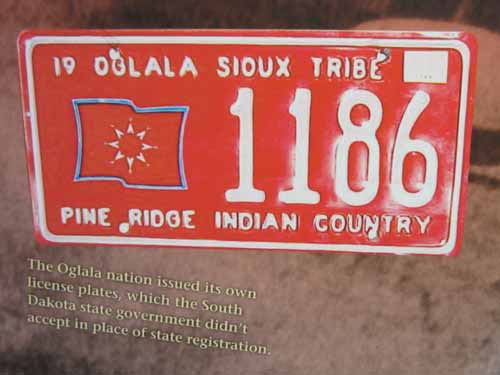 19 OGLALA SIOUX TRIBE
1186
PINE RIDGE INDIAN COUNTRY
The Oglala nation issued its own
license plates, which the South
Dakota state government didn't
accept in place of state registration.